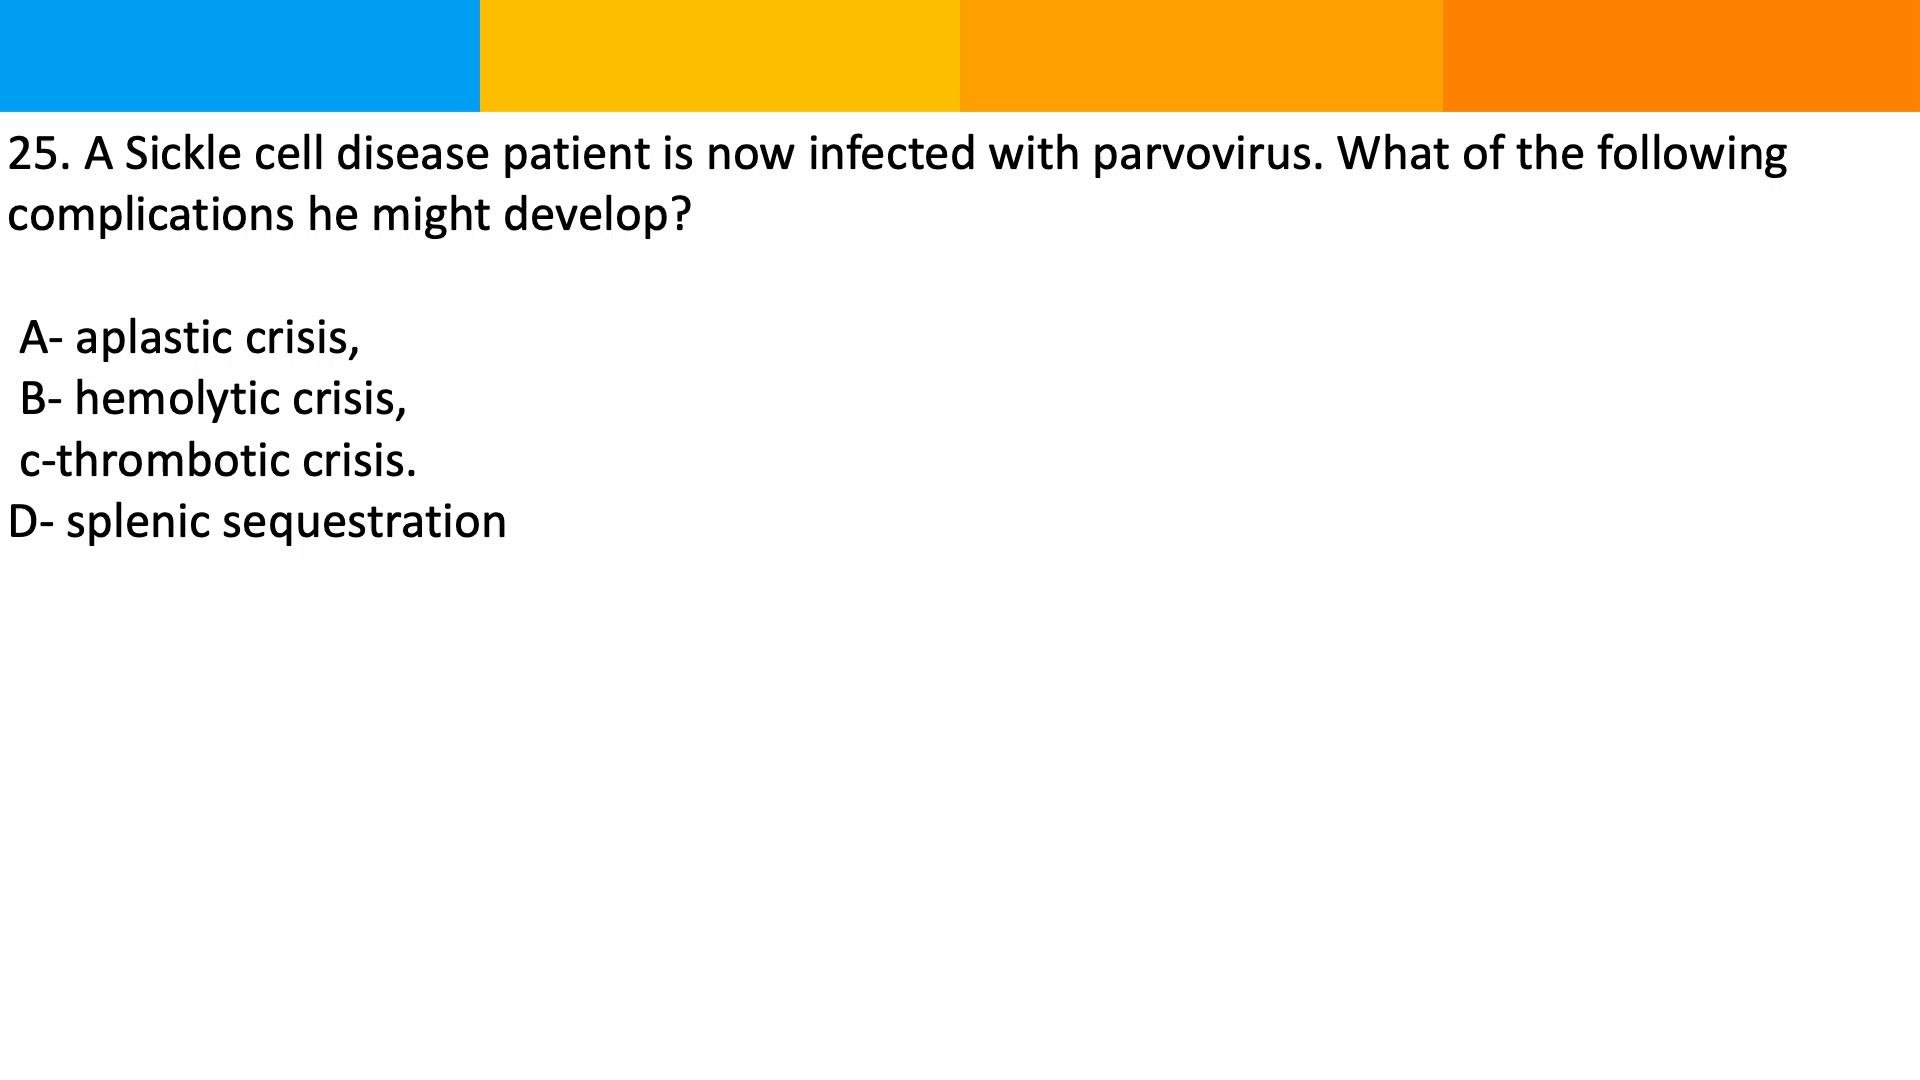 25. A Sickle cell disease patient is now infected with parvovirus. What of the following
complications he might develop?
A- aplastic crisis,
B- hemolytic crisis,
c-thrombotic crisis.
D- splenic sequestration